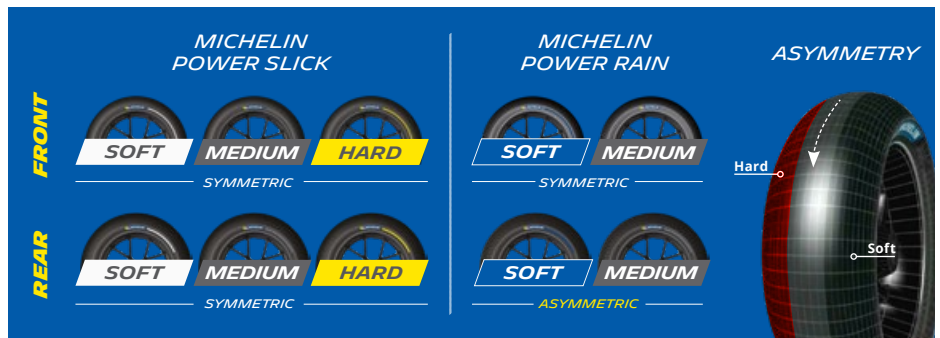 MICHELIN
POWER SLICK
MICHELIN
POWER RAIN
ASYMMETRY
FRONT
SOFT
MEDIUM
HARD
SYMMETRIC
SOFT
MEDIUM
SYMMETRIC
REAR
SOFT
MEDIUM
HARD
SYMMETRIC
SOFT
MEDIUM
ASYMMETRIC
Hard
Soft